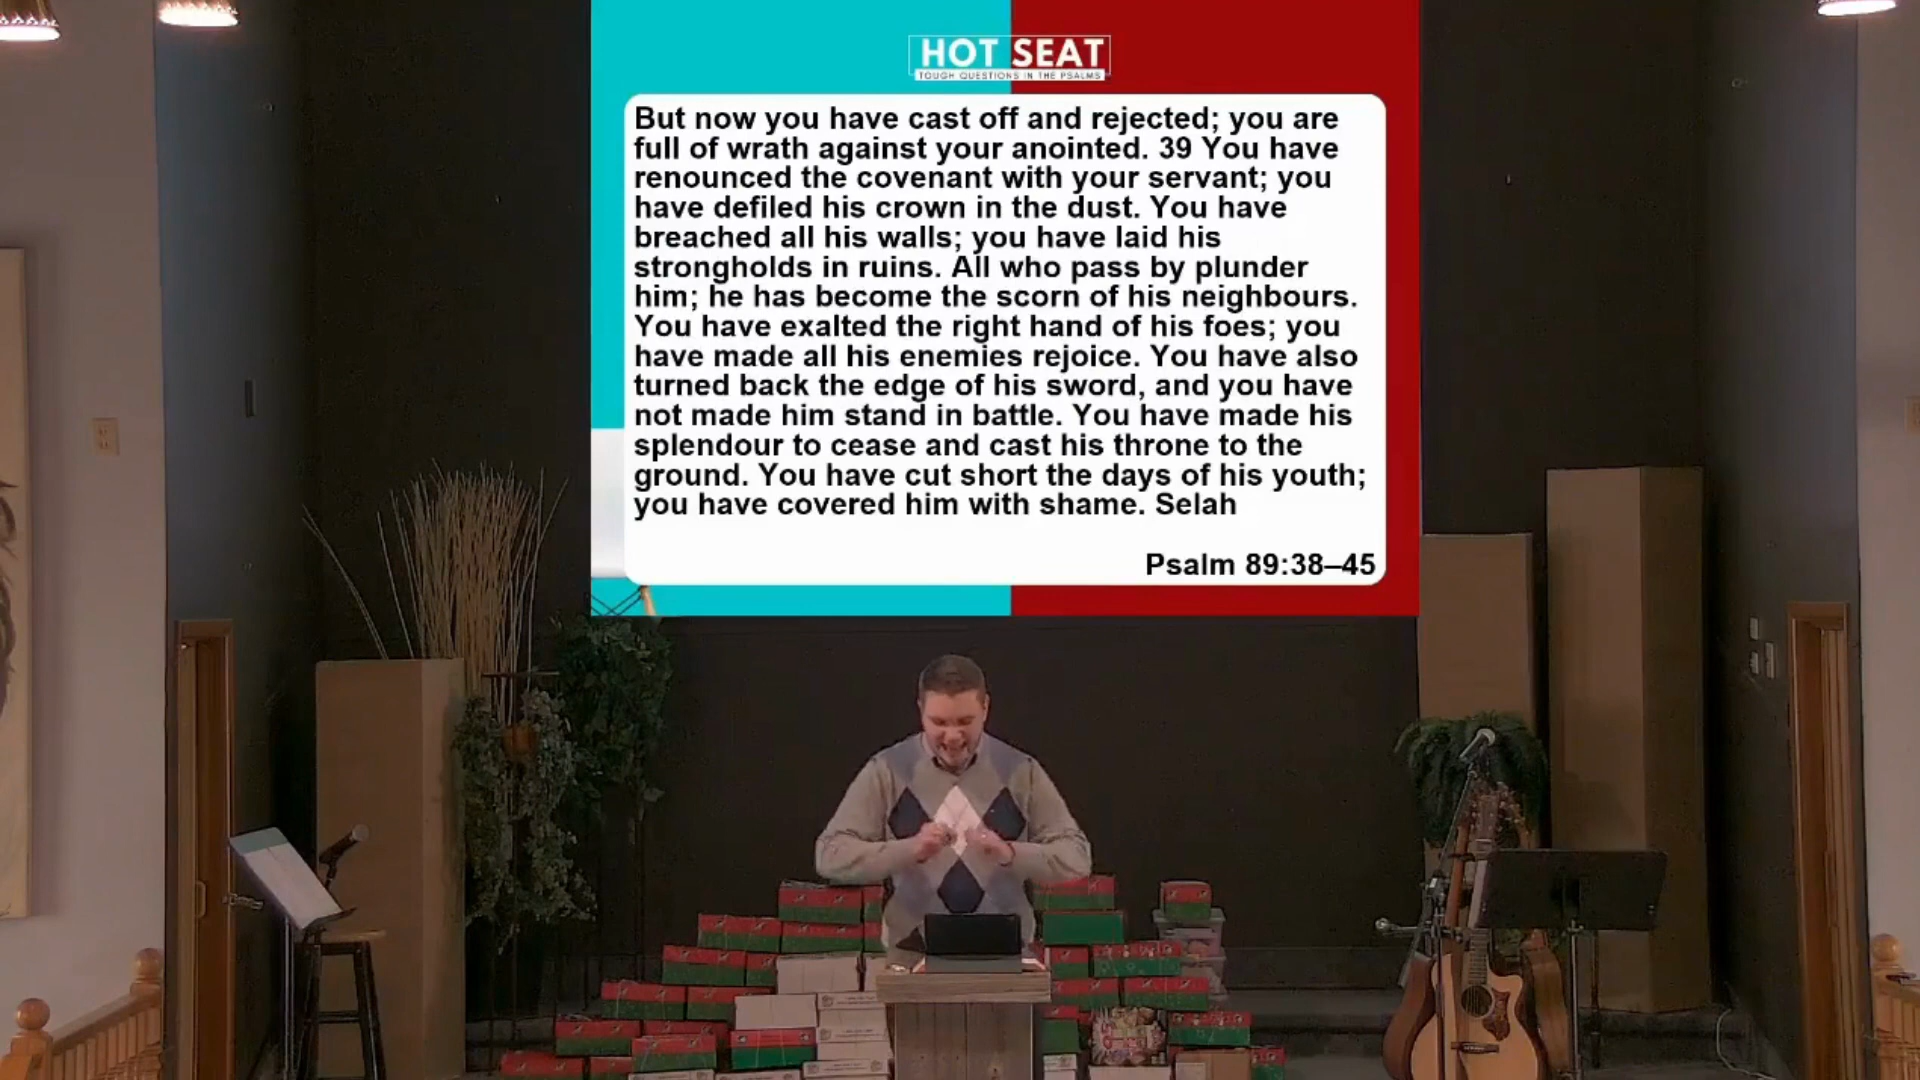 HOT SEAT
TOUGH QUESTIONS IN THE PSALMS
But now you have cast off and rejected; you are
full of wrath against your anointed. 39 You have
renounced the covenant with your servant; you
have defiled his crown in the dust. You have
breached all his walls; you have laid his
strongholds in ruins. All who pass by plunder
him; he has become the scorn of his neighbours.
You have exalted the right hand of his foes; you
have made all his enemies rejoice. You have also
turned back the edge of his sword, and you have
not made him stand in battle. You have made his
splendour to cease and cast his throne to the
ground. You have cut short the days of his youth;
you have covered him with shame. Selah
Psalm 89:38–45